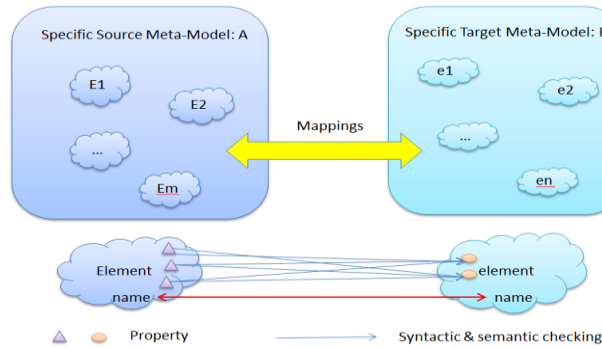 Specific Source Meta-Model: A
Specific Target Meta-Model:
E1
E2
...
Em
Mappings
e1
e2
...
en
Element
name
element
name
Property
Syntactic & semantic checking